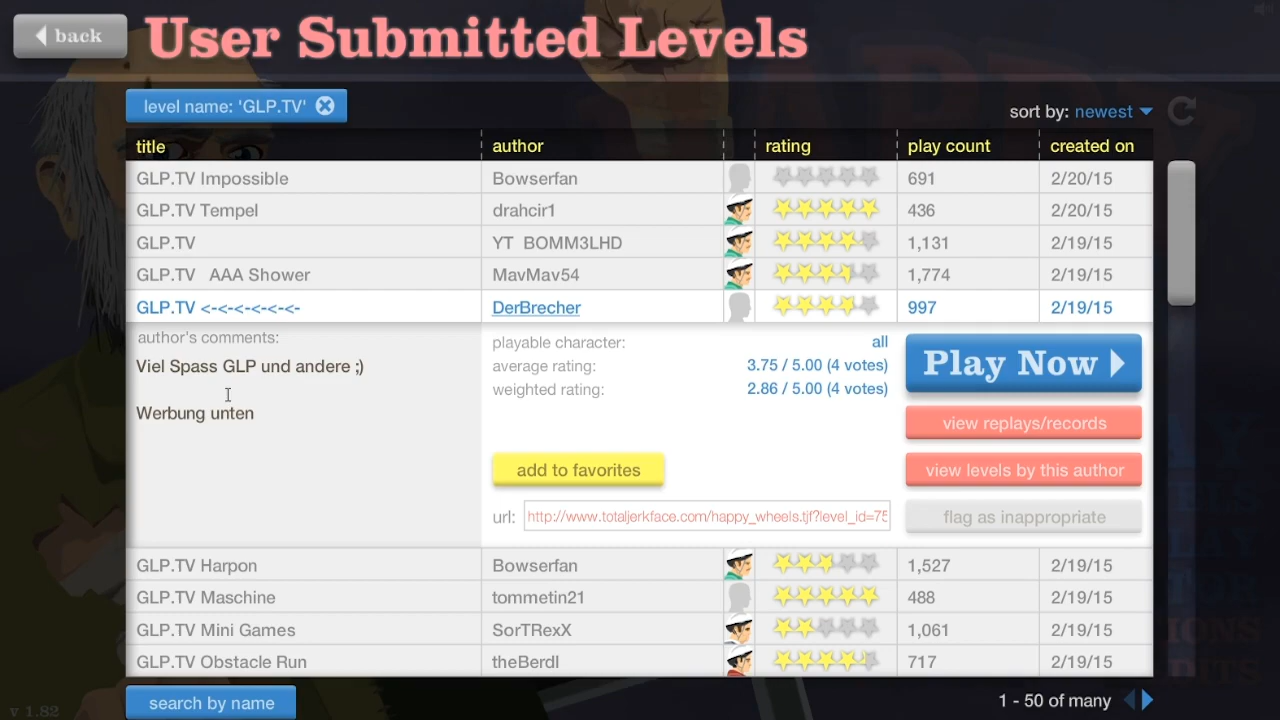 back
User Submitted Levels
level name: 'GLP.TV'
sort by: newest
title author rating play count created on
GLP.TV Impossible Bowserfan 691 2/20/15
GLP.TV Tempel drahcir1 436 2/20/15
GLP.TV YT BOMM3LHD 1,131 2/19/15
GLP.TV AAA Shower MavMav54 1,774 2/19/15
GLP.TV <-<-<-<-<-<- DerBrecher 997 2/19/15
author's comments:
Viel Spass GLP und andere ;)
Werbung unten
playable character: all
average rating: 3.75 / 5.00 (4 votes)
weighted rating: 2.86 / 5.00 (4 votes)
add to favorites
url: http://www.totaljerkface.com/happy_wheels.tjf?level_id=75
Play Now
view replays/records
view levels by this author
flag as inappropriate
GLP.TV Harpon Bowserfan 1,527 2/19/15
GLP.TV Maschine tommetin21 488 2/19/15
GLP.TV Mini Games SorTRexX 1,061 2/19/15
GLP.TV Obstacle Run theBerdl 717 2/19/15
search by name
1 - 50 of many
v 1.82